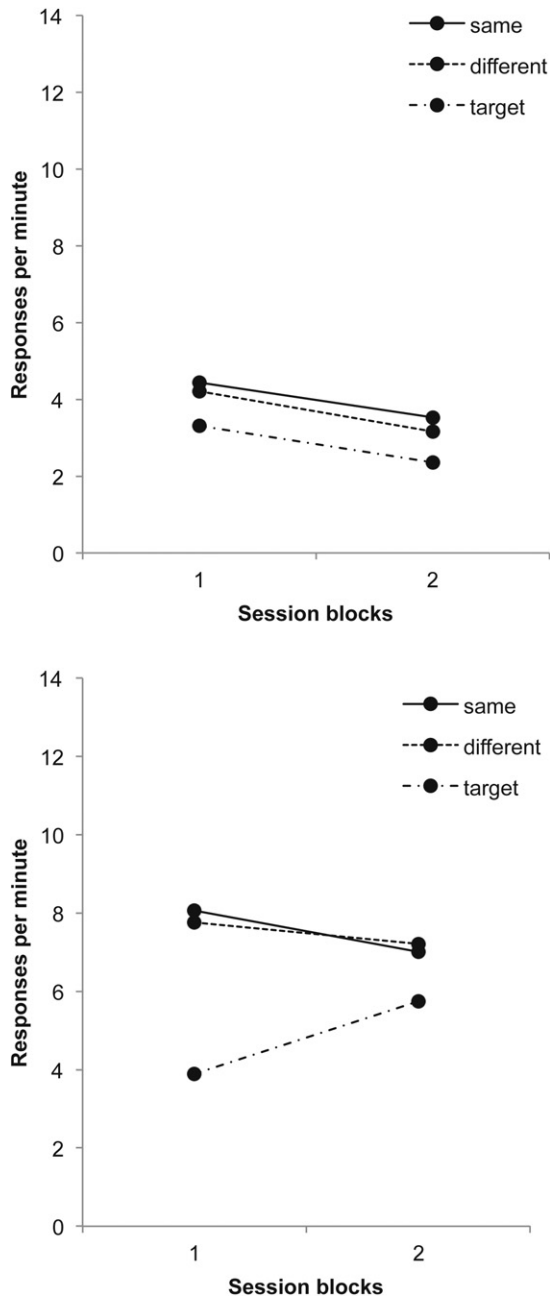 14
12
10
8
6
4
2
0
Responses per minute
same
different
target
1
2
Session blocks
14
12
10
8
6
4
2
0
Responses per minute
same
different
target
1
2
Session blocks